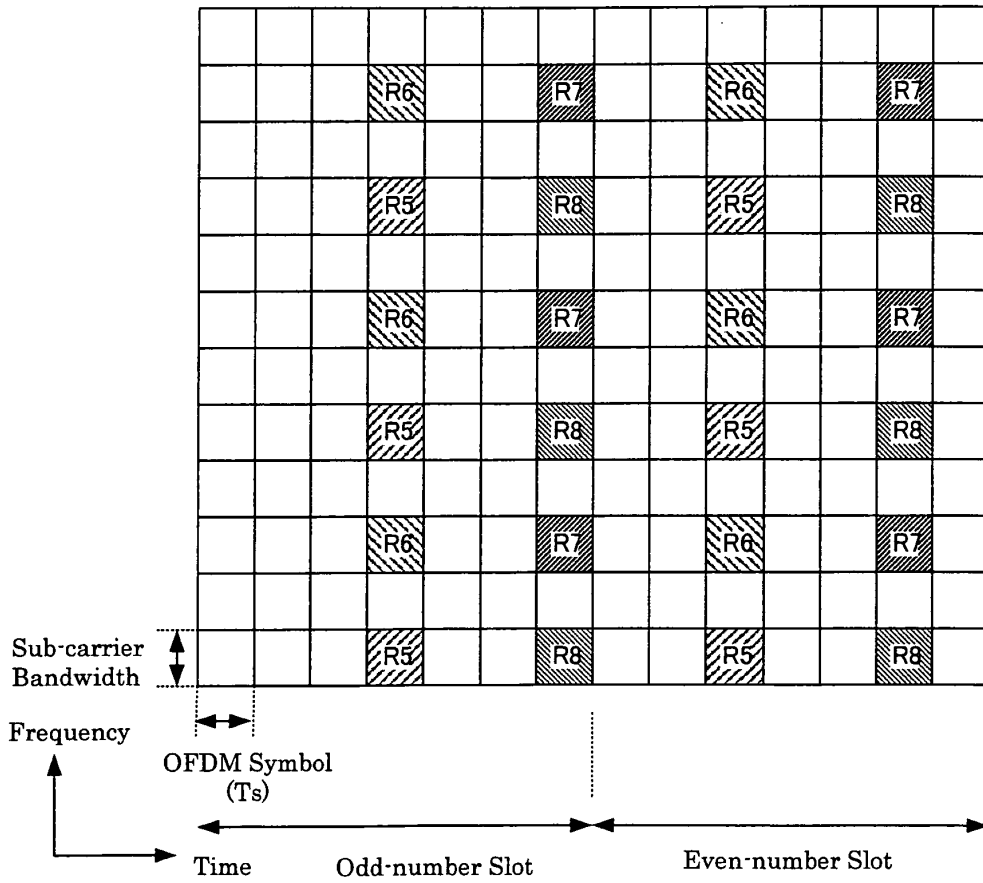 R6 R7 R6 R7
R5 R8 R5 R8
R6 R7 R6 R7
R5 R8 R5 R8
R6 R7 R6 R7
R5 R8 R5 R8
Sub-carrier
Bandwidth
Frequency
OFDM Symbol
(Ts)
Time
Odd-number Slot
Even-number Slot